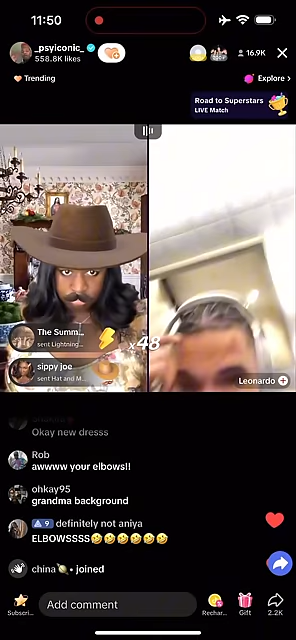 11:50
_psyiconic_
558.8K likes
16.9K
Trending
Explore >
Road to Superstars
LIVE Match
The Summ...
sent Lightning...
x48
sippy joe
sent Hat and M...
Leonardo
Okay new dresss
Rob
awwww your elbows!!
ohkay95
grandma background
9 definitely not aniya
ELBOWSSSS🤣🤣🤣🤣🤣🤣
china🪐• joined
Subscri...
Add comment
Rechar...
Gift
2.2K